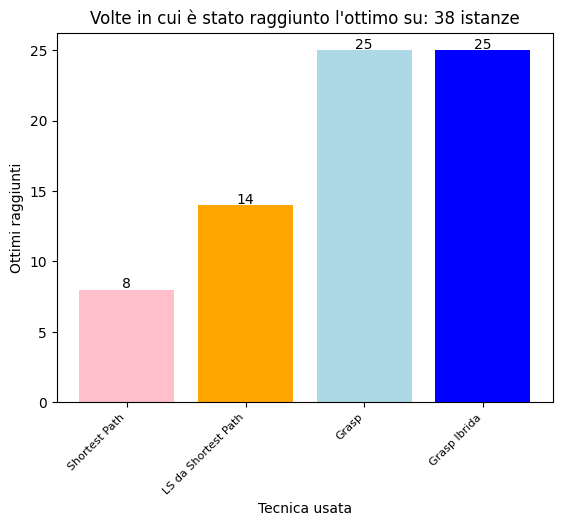 Volte in cui è stato raggiunto l'ottimo su: 38 istanze
Ottimi raggiunti
25
20
15
10
5
0
8
14
25
25
Shortest Path
LS da Shortest Path
Grasp
Grasp Ibrida
Tecnica usata